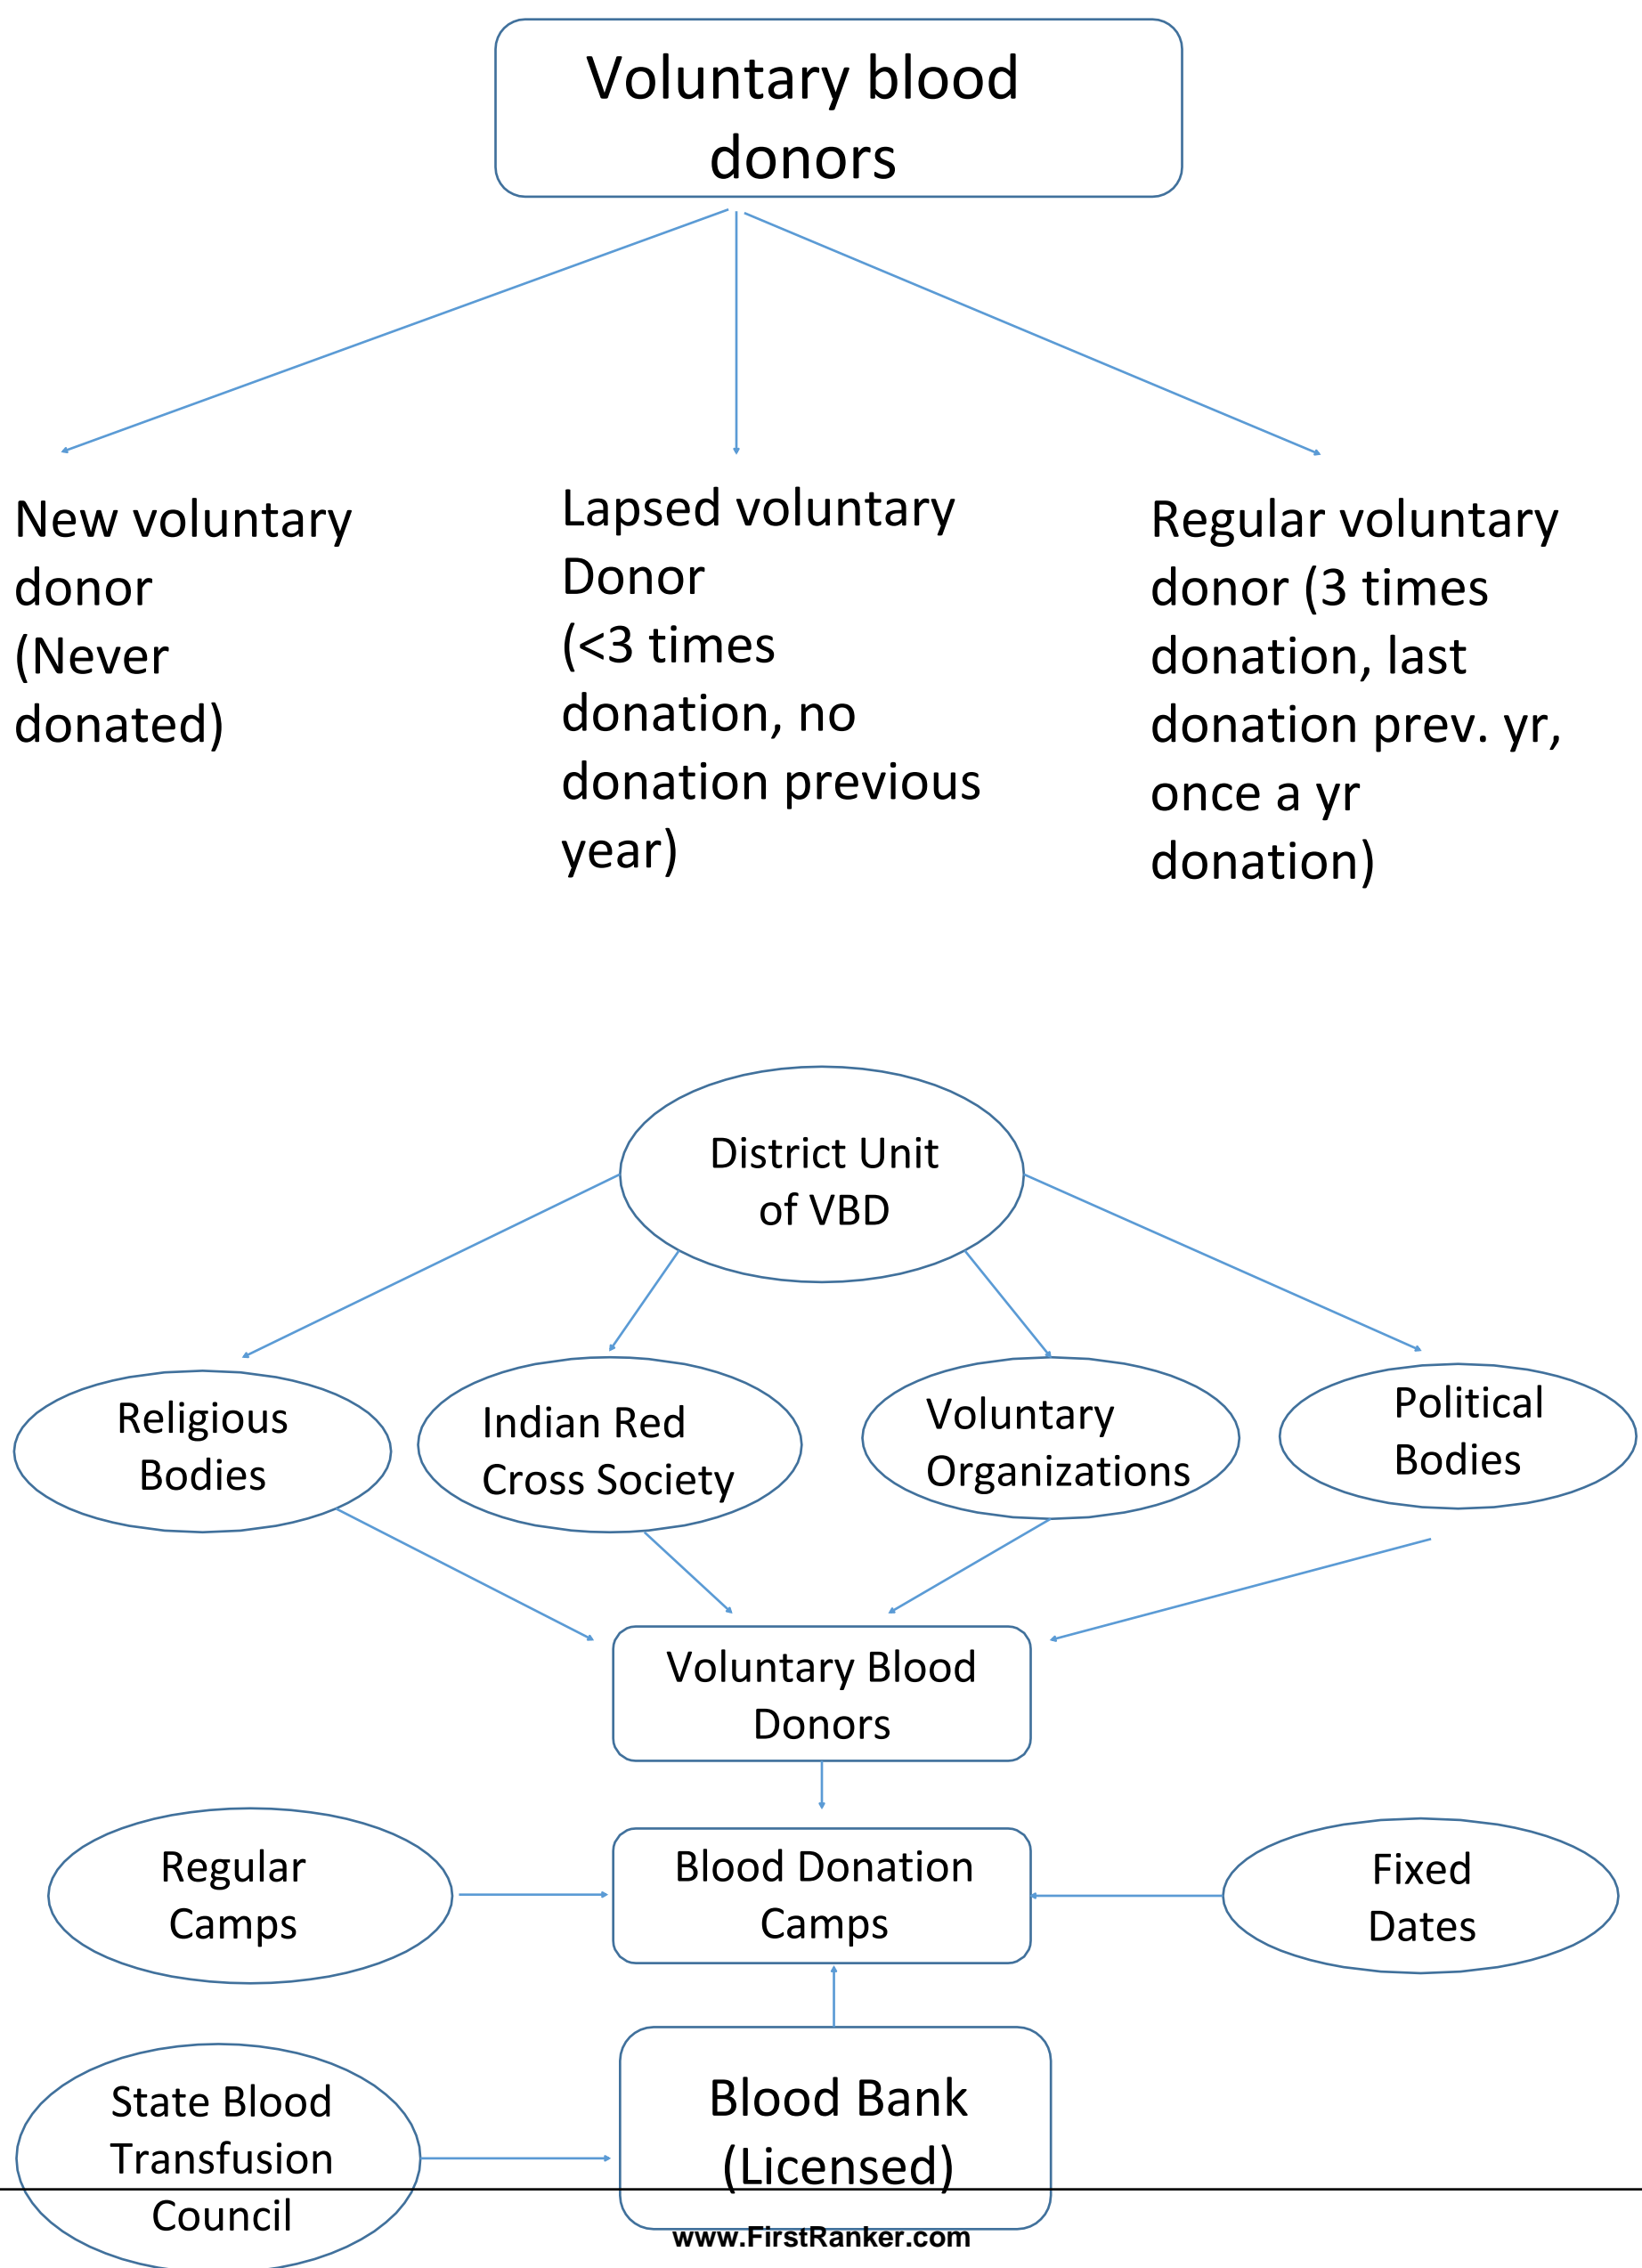 Voluntary blood
donors
New voluntary
donor
(Never
donated)
Lapsed voluntary
Donor
(<3 times
donation, no
donation previous
year)
Regular voluntary
donor (3 times
donation, last
donation prev. yr,
once a yr
donation)
District Unit
of VBD
Religious
Bodies
Indian Red
Cross Society
Voluntary
Organizations
Political
Bodies
Voluntary Blood
Donors
Regular
Camps
Blood Donation
Camps
Fixed
Dates
State Blood
Transfusion
Council
Blood Bank
(Licensed)
www.FirstRanker.com